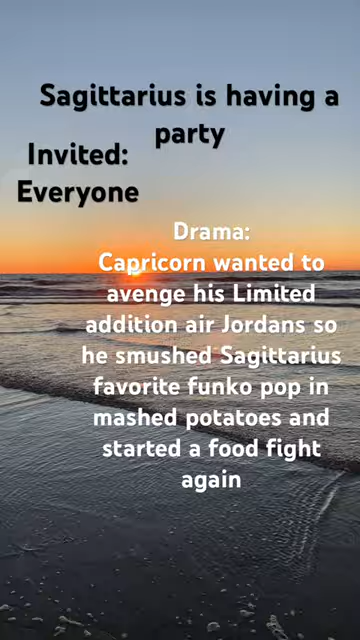 Sagittarius is having a
party
Invited:
Everyone
Drama:
Capricorn wanted to
avenge his Limited
addition air Jordans so
he smushed Sagittarius
favorite funko pop in
mashed potatoes and
started a food fight
again